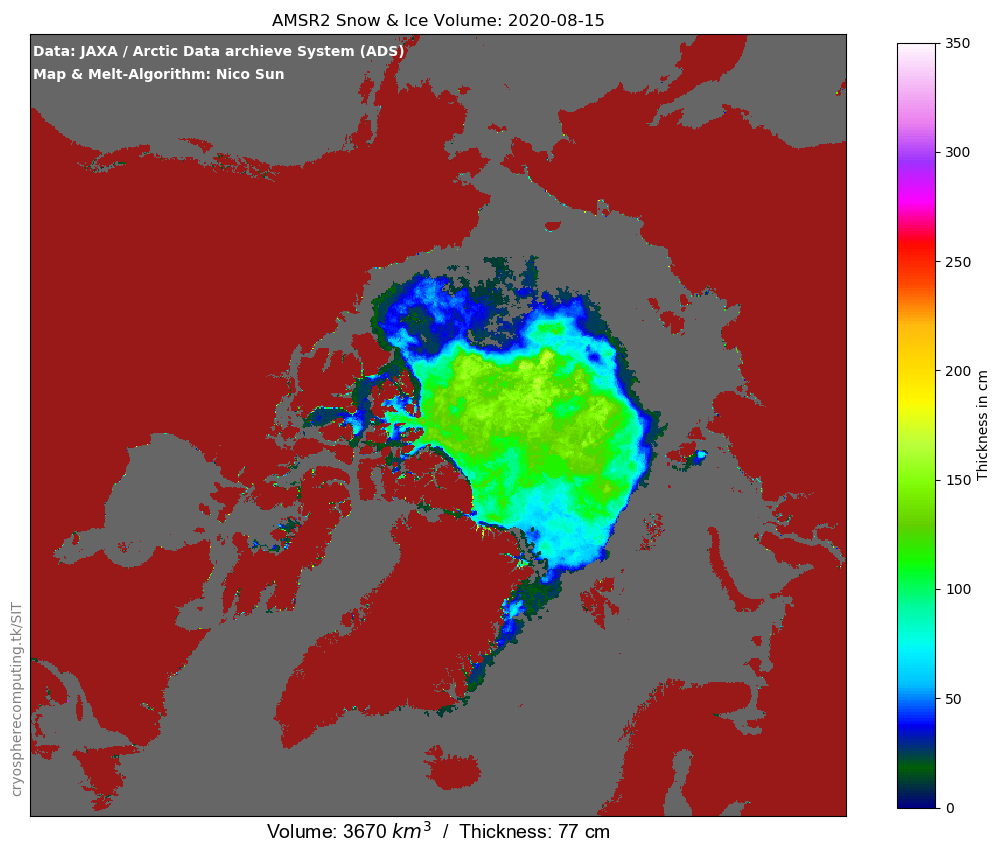 AMSR2 Snow & Ice Volume: 2020-08-15
Data: JAXA / Arctic Data archieve System (ADS)
Map & Melt-Algorithm: Nico Sun
350
300
250
200
150
100
50
0
Thickness in cm
cryospherecomputing.tk/SIT
Volume: 3670 km³ / Thickness: 77 cm